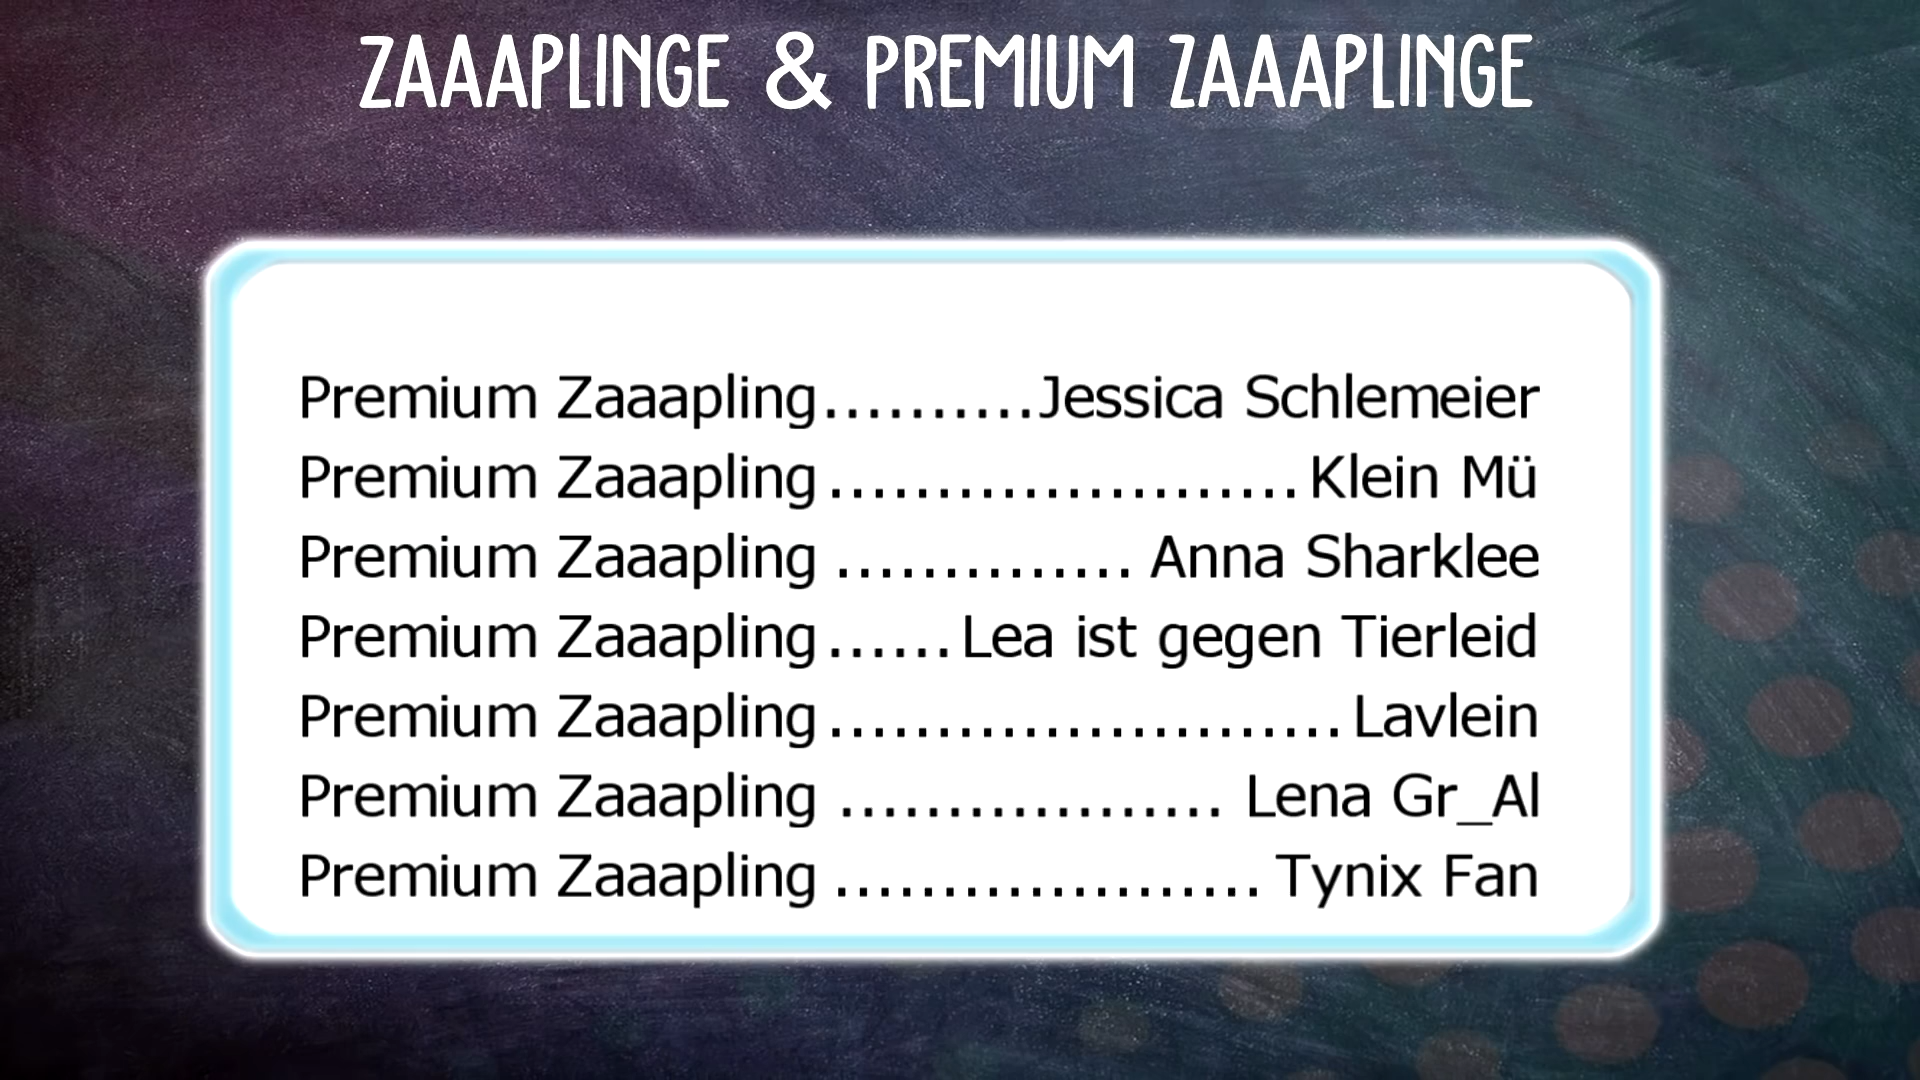 ZAAAPLINGE & PREMIUM ZAAAPLINGE
Premium Zaaapling..........Jessica Schlemeier
Premium Zaaapling......................Klein Mü
Premium Zaaapling .............. Anna Sharklee
Premium Zaaapling......Lea ist gegen Tierleid
Premium Zaaapling........................Lavlein
Premium Zaaapling .................. Lena Gr_Al
Premium Zaaapling .................... Tynix Fan